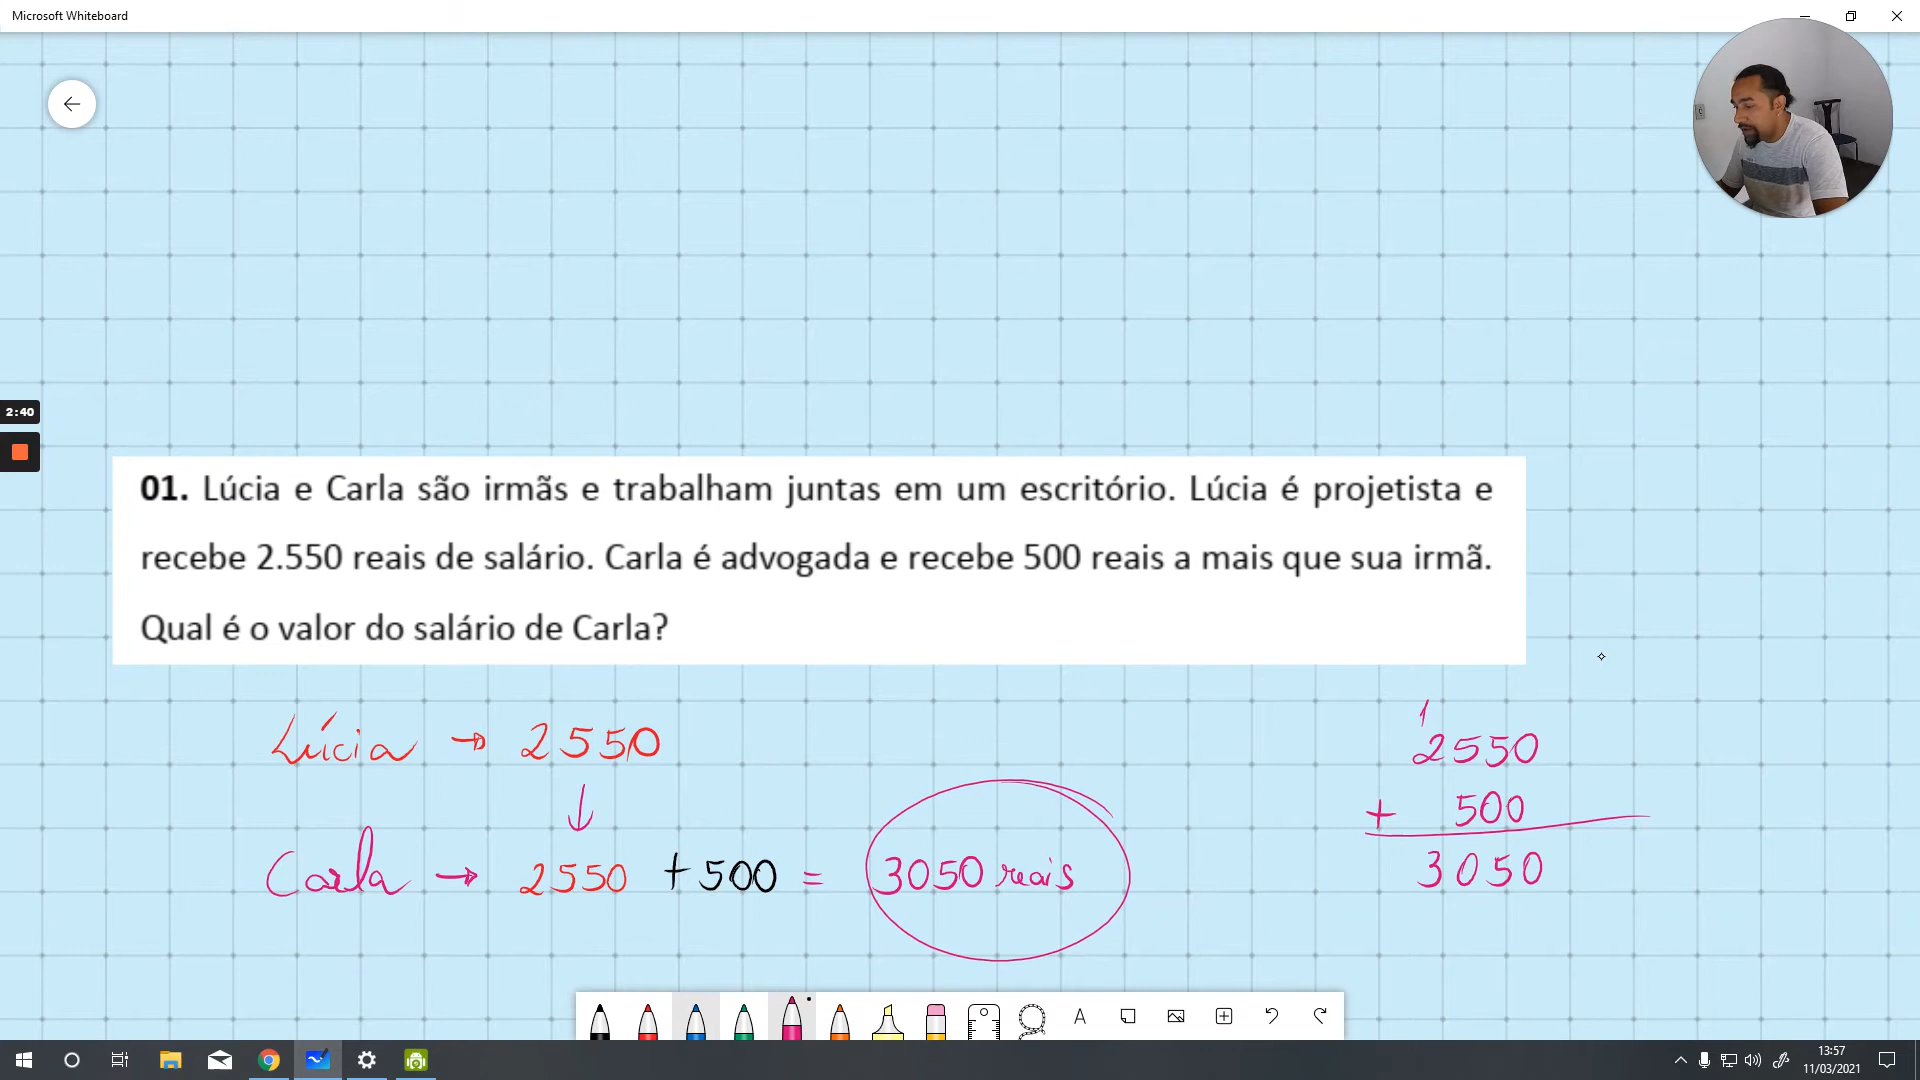 Microsoft Whiteboard
2:40
01. Lúcia e Carla são irmãs e trabalham juntas em um escritório. Lúcia é projetista e
recebe 2.550 reais de salário. Carla é advogada e recebe 500 reais a mais que sua irmã.
Qual é o valor do salário de Carla?
Lúcia → 2550
↓
Carla → 2550 + 500 = 3050 reais
1
2550
+ 500
3050
A
13:57
11/03/2021